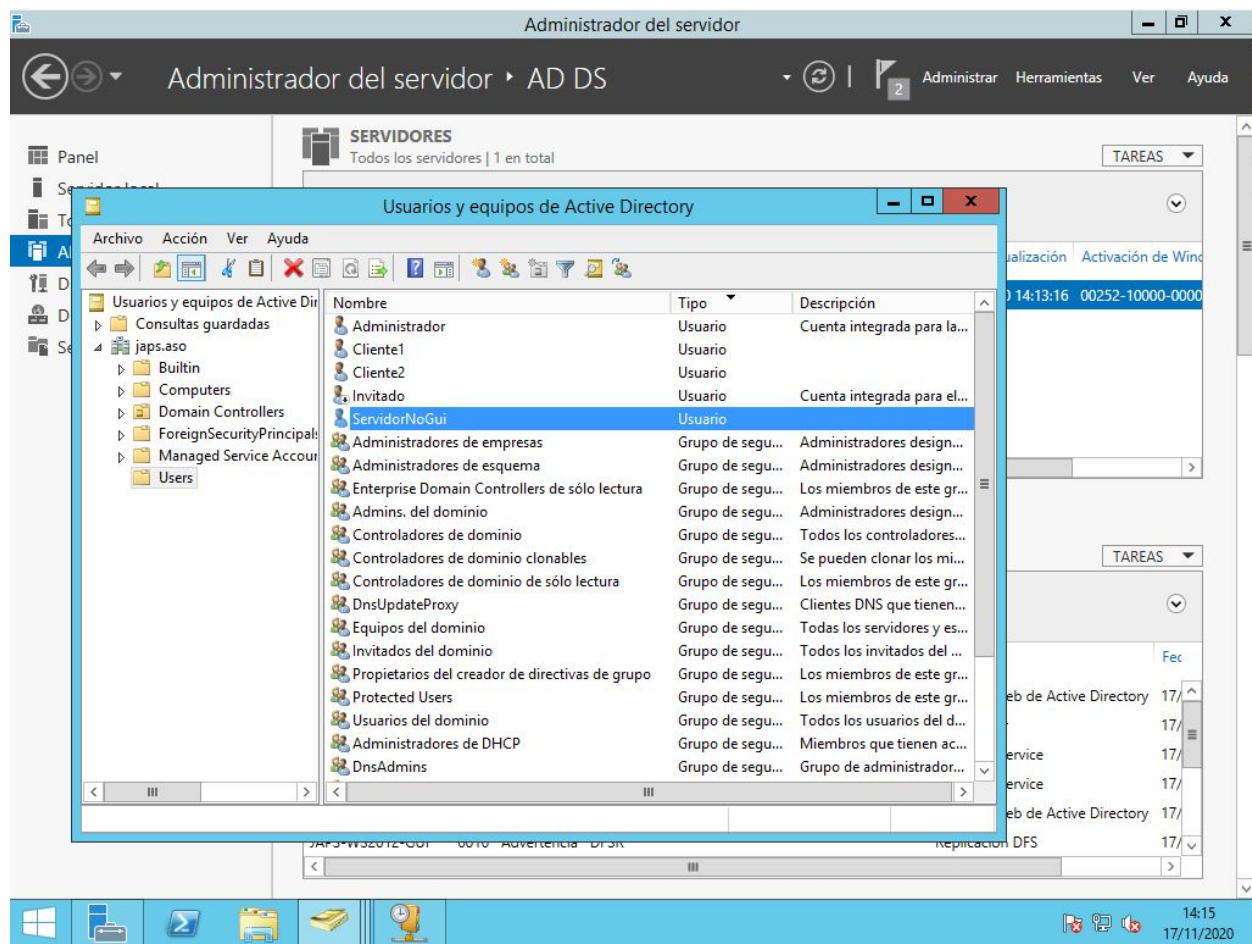 Administrador del servidor
Administrador del servidor • AD DS
2
Administrar Herramientas Ver Ayuda
Panel
SERVIDORES
Todos los servidores | 1 en total
TAREAS
Usuarios y equipos de Active Directory
Archivo Acción Ver Ayuda
Usuarios y equipos de Active Dir
Consultas guardadas
japs.aso
Builtin
Computers
Domain Controllers
ForeignSecurityPrincipal
Managed Service Accour
Users
Nombre Tipo Descripción
Administrador Usuario Cuenta integrada para la...
Cliente1 Usuario
Cliente2 Usuario
Invitado Usuario Cuenta integrada para el...
ServidorNoGui Usuario
Administradores de empresas Grupo de segu... Administradores design...
Administradores de esquema Grupo de segu... Administradores design...
Enterprise Domain Controllers de sólo lectura Grupo de segu... Los miembros de este gr...
Admins. del dominio Grupo de segu... Administradores design...
Controladores de dominio Grupo de segu... Todos los controladores...
Controladores de dominio clonables Grupo de segu... Se pueden clonar los mi...
Controladores de dominio de sólo lectura Grupo de segu... Los miembros de este gr...
DnsUpdateProxy Grupo de segu... Clientes DNS que tienen...
Equipos del dominio Grupo de segu... Todas los servidores y es...
Invitados del dominio Grupo de segu... Todos los invitados del ...
Propietarios del creador de directivas de grupo Grupo de segu... Los miembros de este gr...
Protected Users Grupo de segu... Los miembros de este gr...
Usuarios del dominio Grupo de segu... Todos los usuarios del d...
Administradores de DHCP Grupo de segu... Miembros que tienen ac...
DnsAdmins Grupo de segu... Grupo de administrador...
ualización Activación de Wind
14:13:16 00252-10000-0000
TAREAS
Fec
eb de Active Directory 17/
17/
ervice 17/
ervice 17/
eb de Active Directory 17/
JAPS-WS2012-GUI 6016 Advertencia DFSR Replicación DFS 17/
14:15
17/11/2020